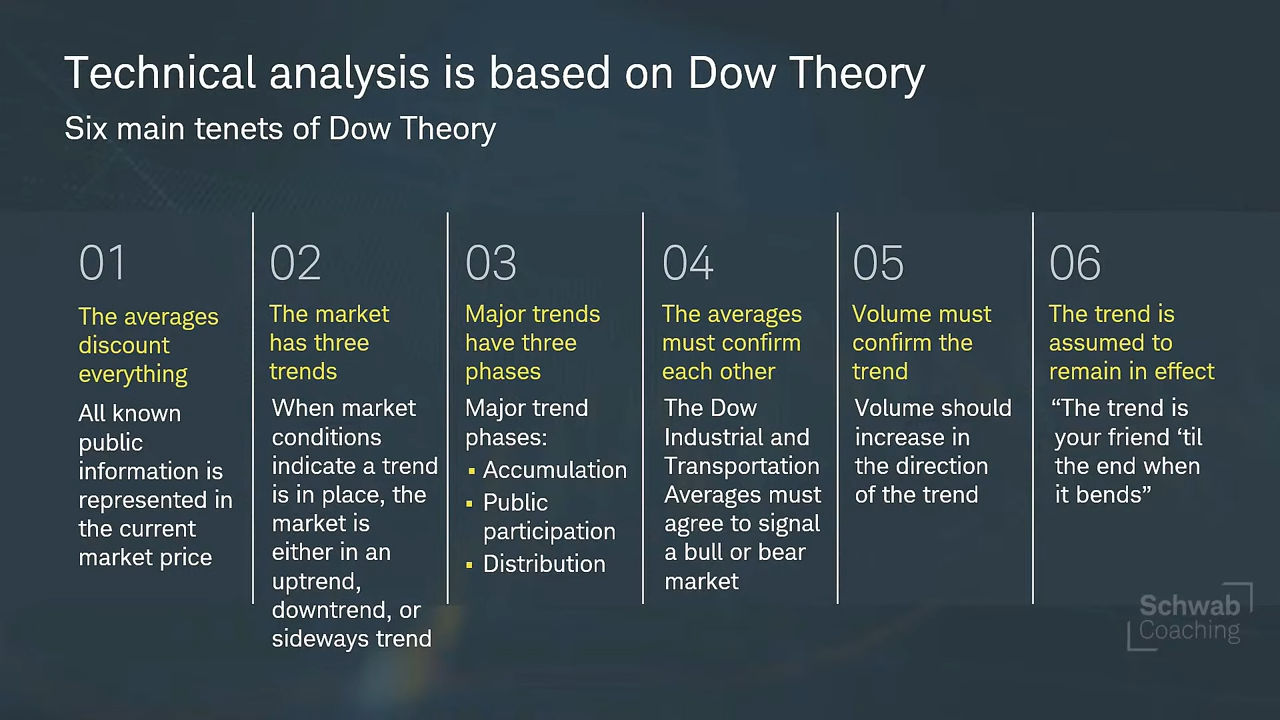 Technical analysis is based on Dow Theory
Six main tenets of Dow Theory
01
The averages
discount
everything
All known
public
information is
represented in
the current
market price
02
The market
has three
trends
When market
conditions
indicate a trend
is in place, the
market is
either in an
uptrend,
downtrend, or
sideways trend
03
Major trends
have three
phases
Major trend
phases:
▪ Accumulation
▪ Public
participation
▪ Distribution
04
The averages
must confirm
each other
The Dow
Industrial and
Transportation
Averages must
agree to signal
a bull or bear
market
05
Volume must
confirm the
trend
Volume should
increase in
the direction
of the trend
06
The trend is
assumed to
remain in effect
“The trend is
your friend ‘til
the end when
it bends”
Schwab
Coaching